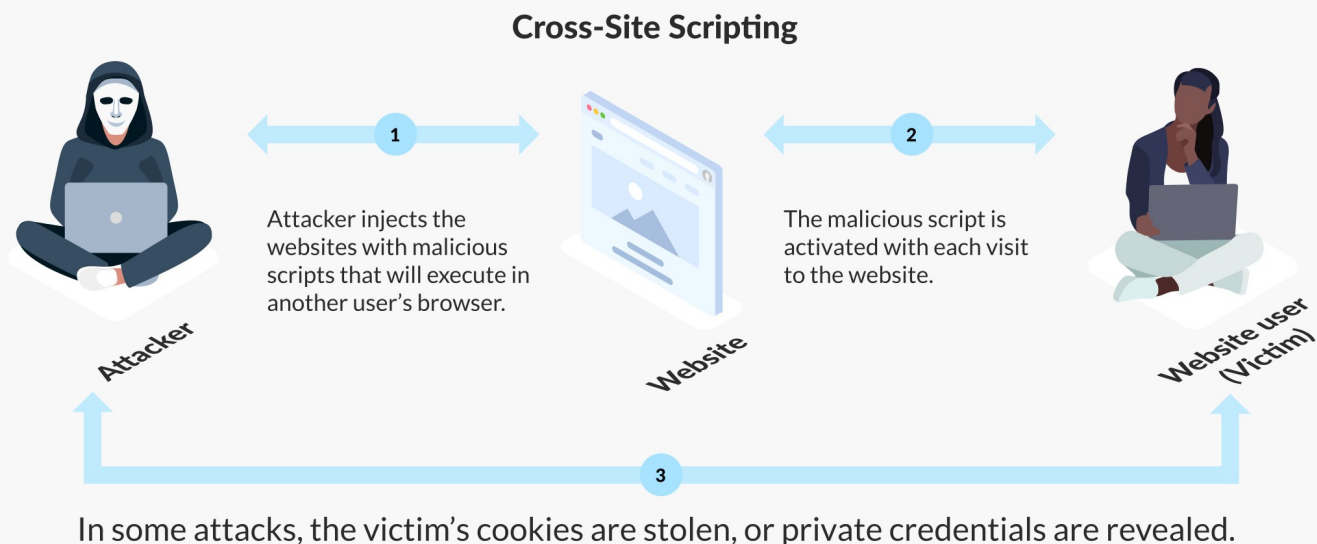 Cross-Site Scripting
1
2
Attacker injects the
websites with malicious
scripts that will execute in
another user's browser.
The malicious script is
activated with each visit
to the website.
Attacker
Website
Website user
(Victim)
3
In some attacks, the victim's cookies are stolen, or private credentials are revealed.